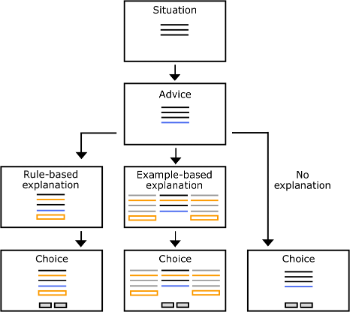 Situation
Advice
Rule-based
explanation
Example-based
explanation
No
explanation
Choice
Choice
Choice